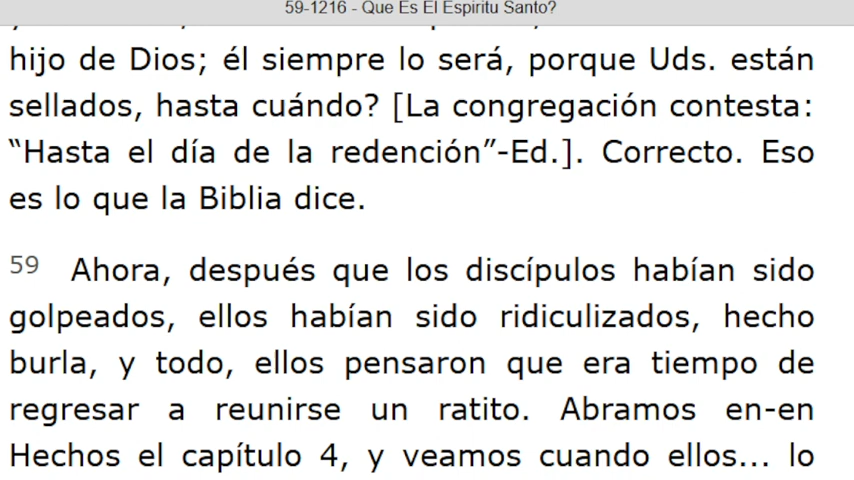 59-1216 - Que Es El Espiritu Santo?
hijo de Dios; él siempre lo será, porque Uds. están
sellados, hasta cuándo? [La congregación contesta:
“Hasta el día de la redención”-Ed.]. Correcto. Eso
es lo que la Biblia dice.
59 Ahora, después que los discípulos habían sido
golpeados, ellos habían sido ridiculizados, hecho
burla, y todo, ellos pensaron que era tiempo de
regresar a reunirse un ratito. Abramos en-en
Hechos el capítulo 4, y veamos cuando ellos... lo